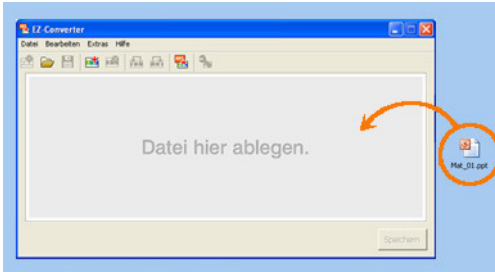 EZ-Converter
Datei Bearbeiten Extras Hilfe
Datei hier ablegen.
Mat_01.ppt
Speichern